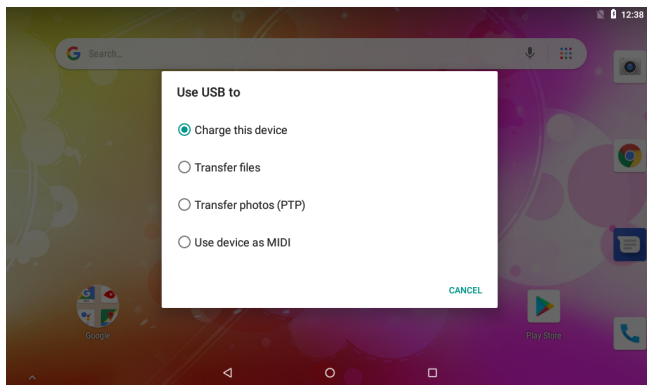 12:38
G Search...
Use USB to
Charge this device
Transfer files
Transfer photos (PTP)
Use device as MIDI
CANCEL
Google
Play Store